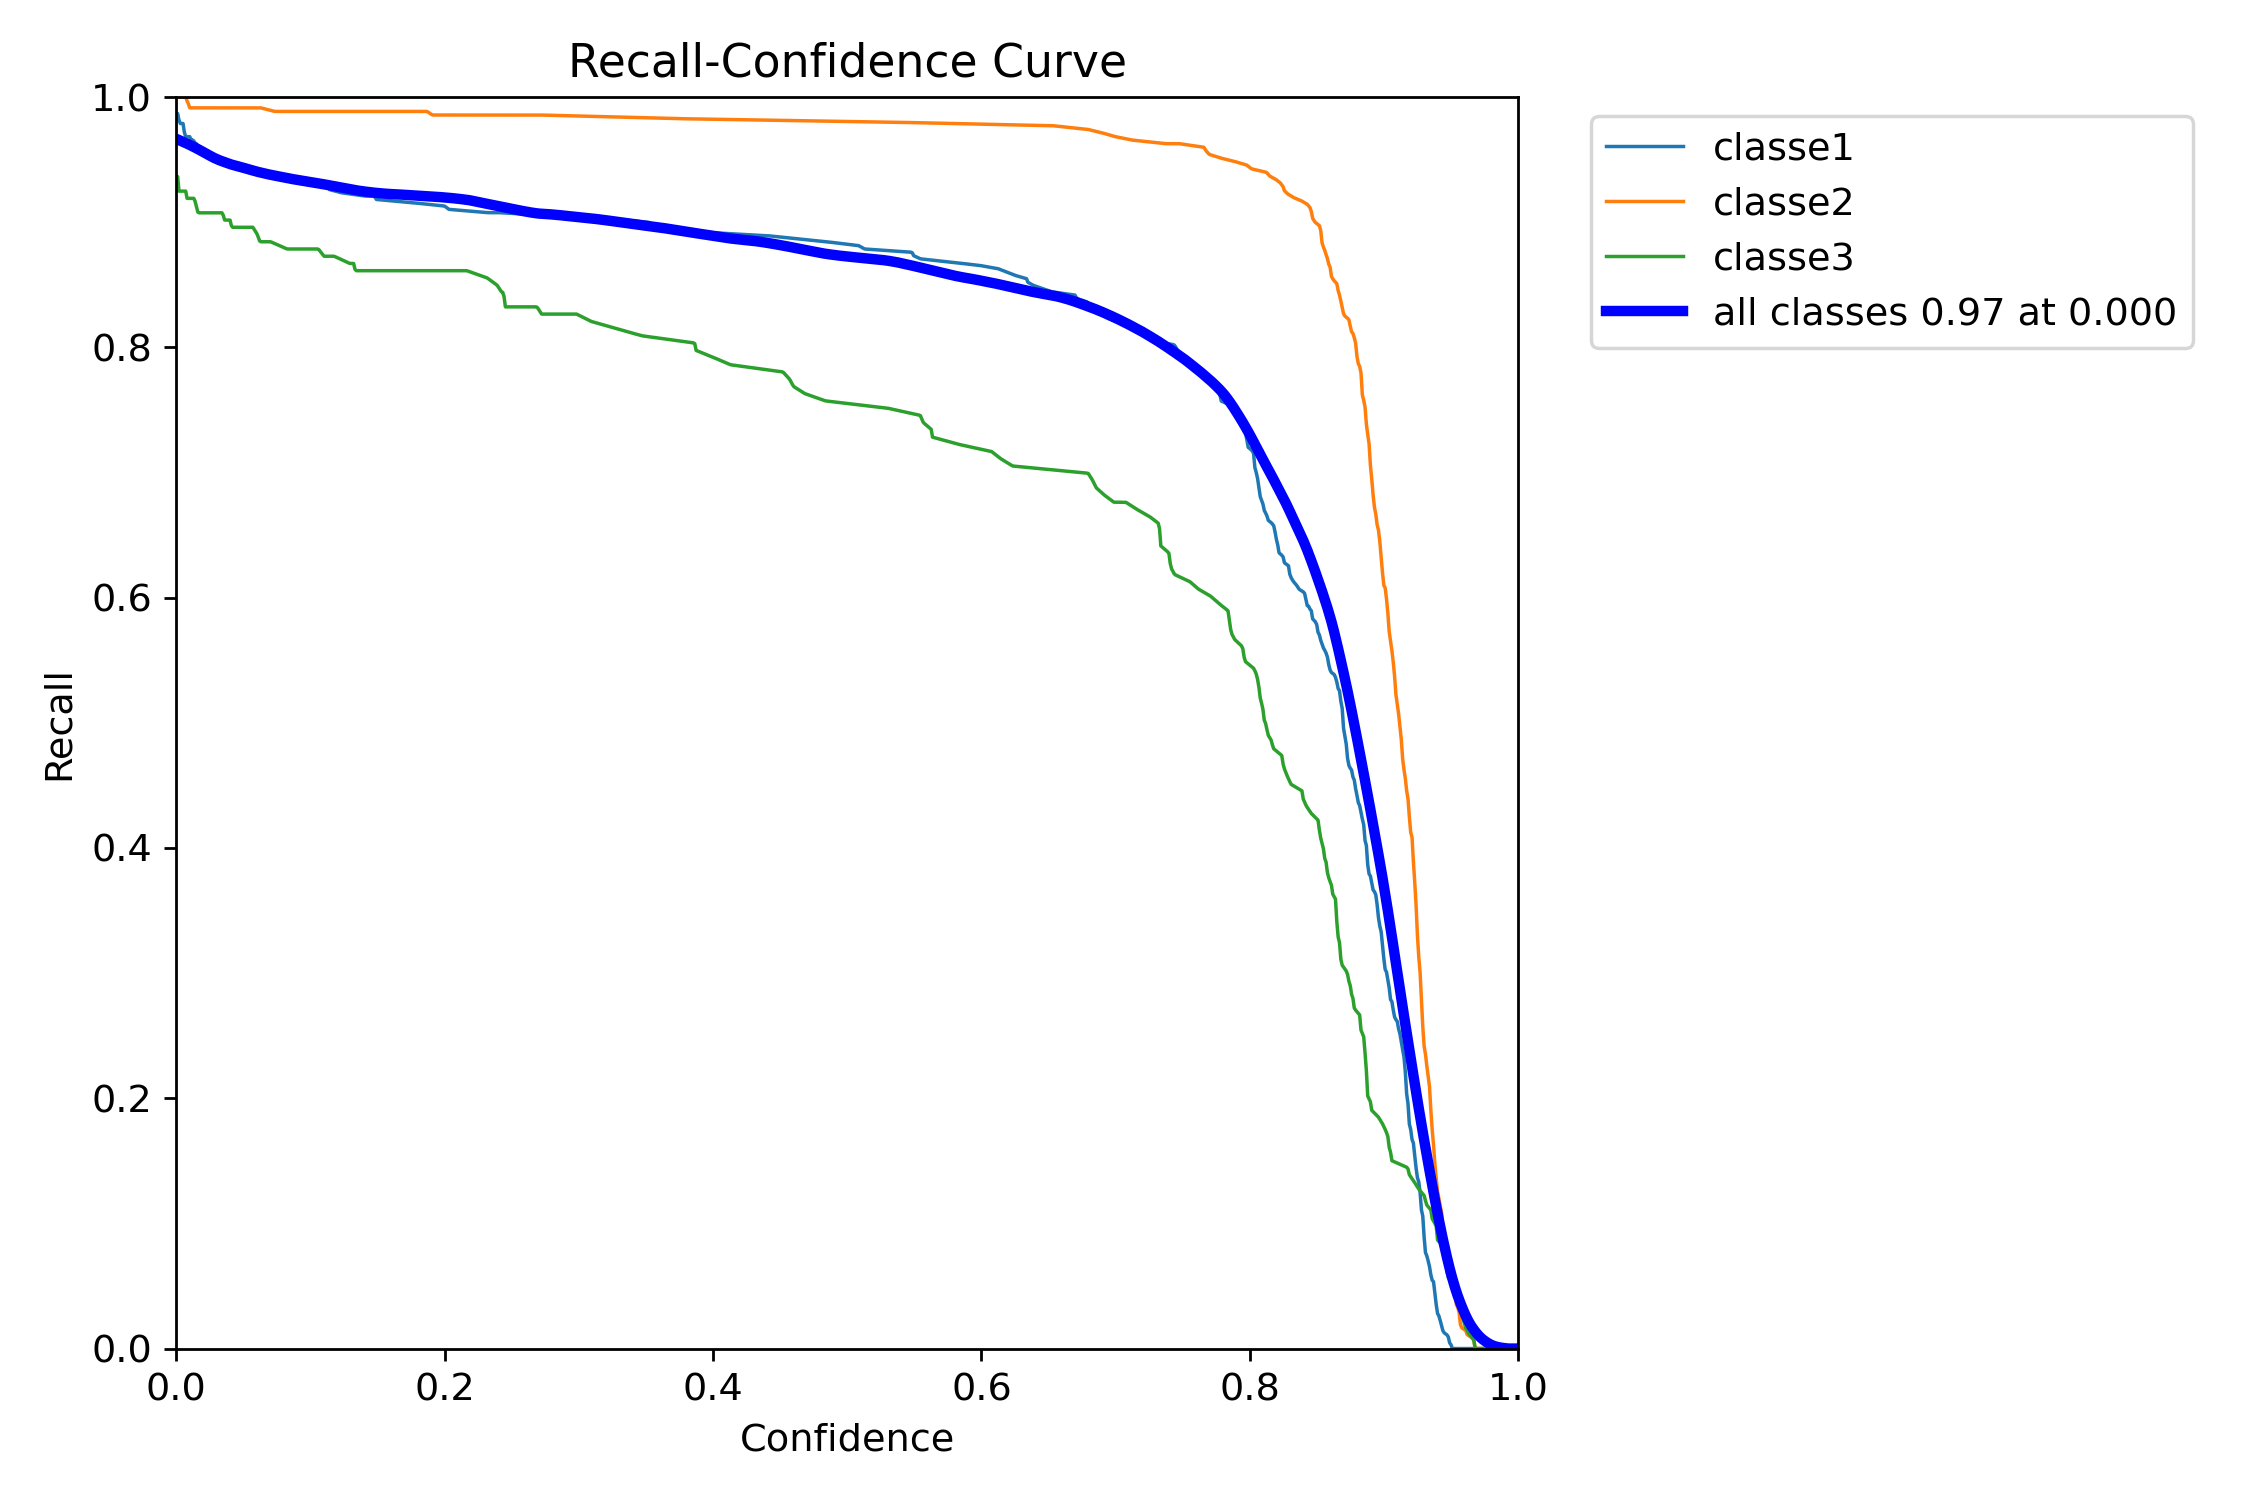 Recall-Confidence Curve
1.0
0.8
0.6
0.4
0.2
0.0
Recall
0.0 0.2 0.4 0.6 0.8 1.0
Confidence
classe1
classe2
classe3
all classes 0.97 at 0.000